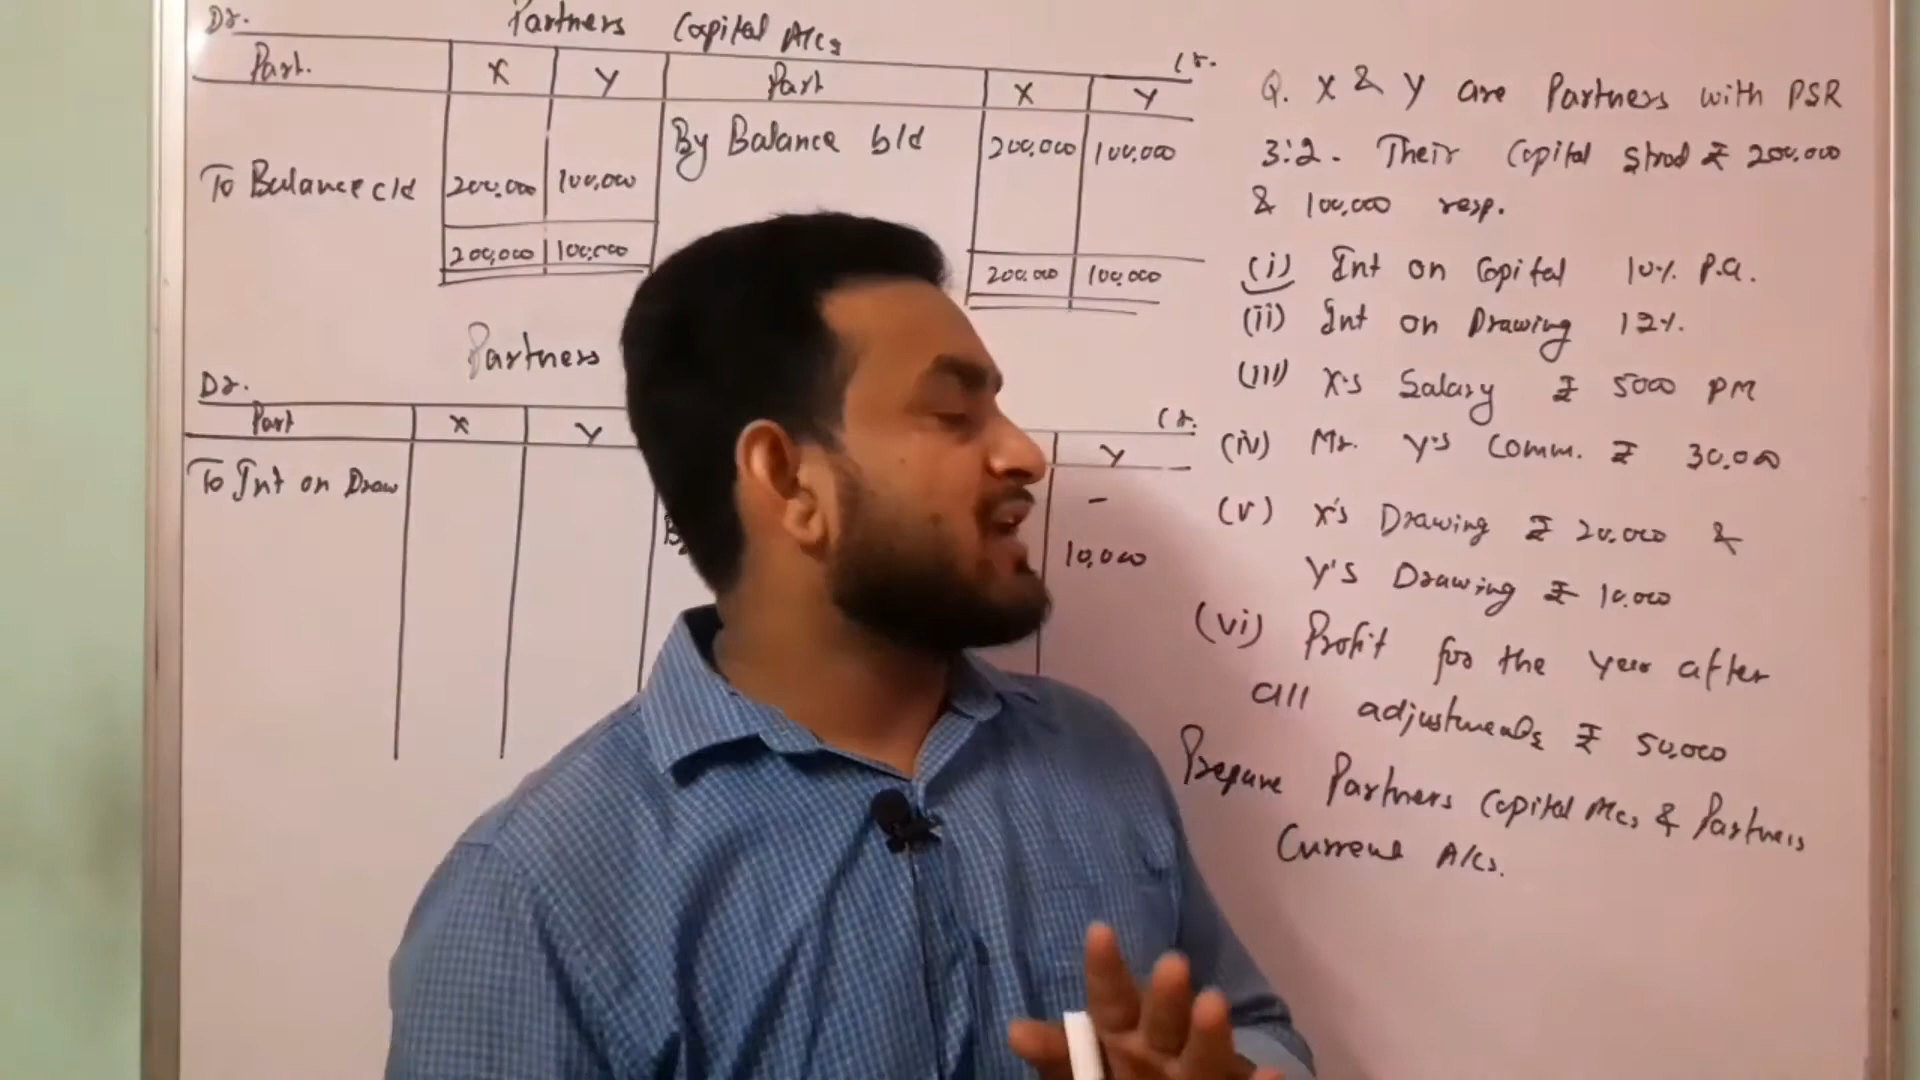 Partners Capital A/Cs
Dr.
Cr.
Part. X Y Part X Y
By Balance b/d 200,000 100,000
To Balance c/d 200,000 100,000
200,000 100,000 200,000 100,000
Partners
Dr.
Cr.
Part X Y Y
To Int on Draw -
10,000
Q. X & Y are Partners with PSR
3:2. Their Capital stood ₹ 200,000
& 100,000 resp.
(i) Int on Capital 10% P.a.
(ii) Int on Drawing 12%.
(iii) X's Salary ₹ 5000 PM
(iv) Mr. Y's Comm. ₹ 30,000
(v) X's Drawing ₹ 20,000 &
Y'S Drawing ₹ 10,000
(vi) Profit for the Year after
all adjustments ₹ 50,000
Prepare Partners Capital A/Cs & Partners
Current A/Cs.